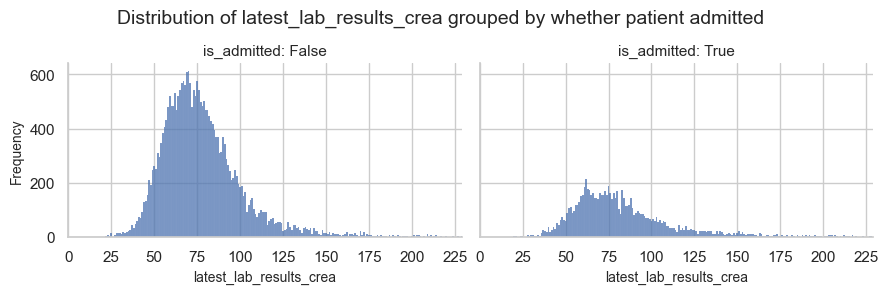 Distribution of latest_lab_results_crea grouped by whether patient admitted
is_admitted: False
is_admitted: True
Frequency
600
400
200
0
0 25 50 75 100 125 150 175 200 225
0 25 50 75 100 125 150 175 200 225
latest_lab_results_crea
latest_lab_results_crea